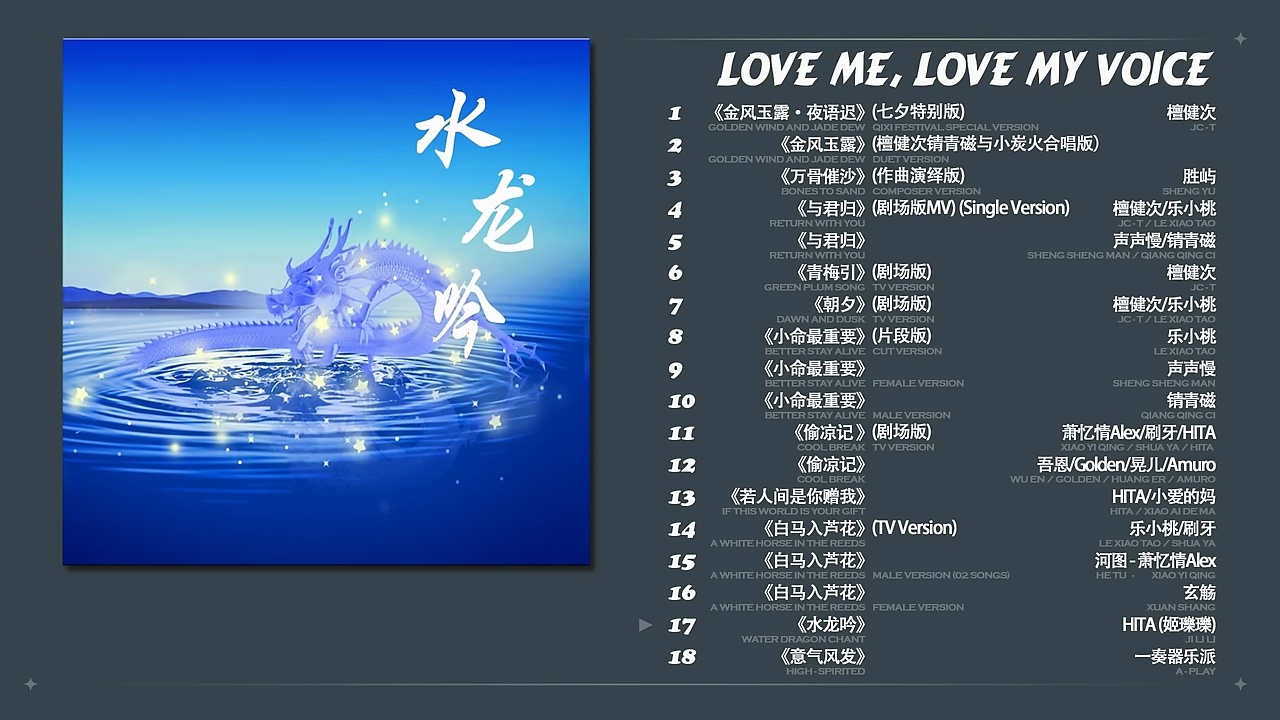 水
龙
吟
LOVE ME, LOVE MY VOICE
1 《金风玉露·夜语迟》 (七夕特别版) 檀健次
GOLDEN WIND AND JADE DEW QIXI FESTIVAL SPECIAL VERSION JC-T
2 《金风玉露》 (檀健次锖青磁与小炭火合唱版)
GOLDEN WIND AND JADE DEW DUET VERSION
3 《万骨催沙》 (作曲演绎版) 胜屿
BONES TO SAND COMPOSER VERSION SHENG YU
4 《与君归》 (剧场版MV) (Single Version) 檀健次/乐小桃
RETURN WITH YOU JC-T / LE XIAO TAO
5 《与君归》 声声慢/锖青磁
RETURN WITH YOU SHENG SHENG MAN / QIANG QING CI
6 《青梅引》 (剧场版) 檀健次
GREEN PLUM SONG TV VERSION JC-T
7 《朝夕》 (剧场版) 檀健次/乐小桃
DAWN AND DUSK TV VERSION JC-T / LE XIAO TAO
8 《小命最重要》 (片段版) 乐小桃
BETTER STAY ALIVE CUT VERSION LE XIAO TAO
9 《小命最重要》 声声慢
BETTER STAY ALIVE FEMALE VERSION SHENG SHENG MAN
10 《小命最重要》 锖青磁
BETTER STAY ALIVE MALE VERSION QIANG QING CI
11 《偷凉记 》 (剧场版) 萧忆情Alex/刷牙/HITA
COOL BREAK TV VERSION XIAO YI QING / SHUA YA / HITA
12 《偷凉记》 吾恩/Golden/晃儿/Amuro
COOL BREAK WU EN / GOLDEN / HUANG ER / AMURO
13 《若人间是你赠我》 HITA/小爱的妈
IF THIS WORLD IS YOUR GIFT HITA / XIAO AI DE MA
14 《白马入芦花》 (TV Version) 乐小桃/刷牙
A WHITE HORSE IN THE REEDS LE XIAO TAO / SHUA YA
15 《白马入芦花》 河图 - 萧忆情Alex
A WHITE HORSE IN THE REEDS MALE VERSION (02 SONGS) HE TU - XIAO YI QING
16 《白马入芦花》 玄觞
A WHITE HORSE IN THE REEDS FEMALE VERSION XUAN SHANG
17 《水龙吟》 HITA (姬瓅瓅)
WATER DRAGON CHANT JI LI LI
18 《意气风发》 一奏器乐派
HIGH-SPIRITED A-PLAY